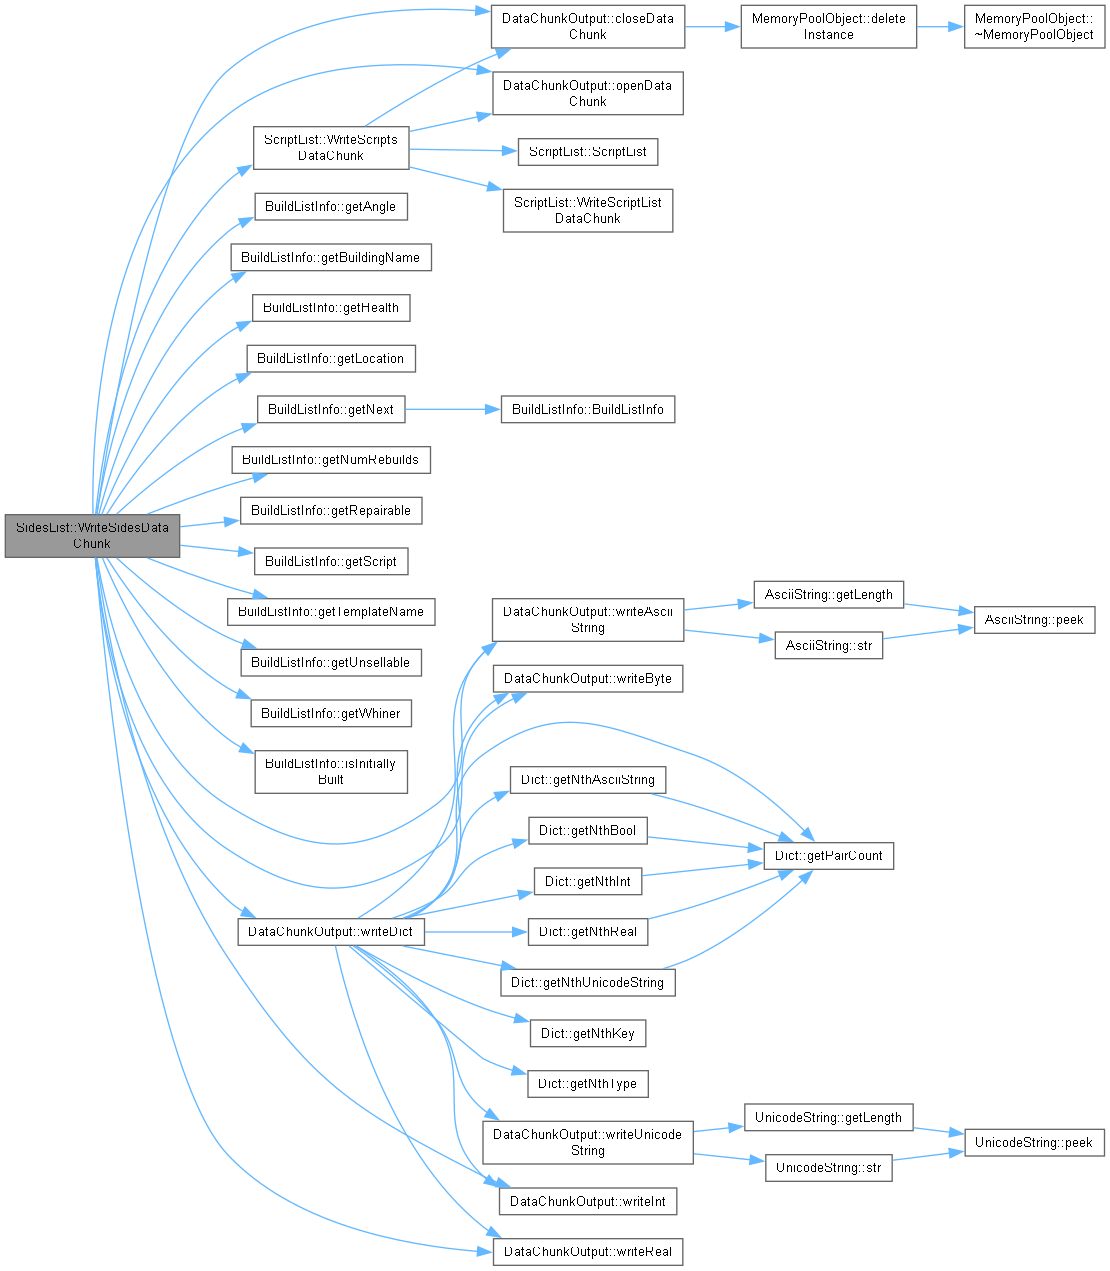 DataChunkOutput::closeData
Chunk
MemoryPoolObject::delete
Instance
MemoryPoolObject::
~MemoryPoolObject
DataChunkOutput::openData
Chunk
ScriptList::WriteScripts
DataChunk
ScriptList::ScriptList
ScriptList::WriteScriptList
DataChunk
BuildListInfo::getAngle
BuildListInfo::getBuildingName
BuildListInfo::getHealth
BuildListInfo::getLocation
BuildListInfo::getNext
BuildListInfo::BuildListInfo
BuildListInfo::getNumRebuilds
BuildListInfo::getRepairable
SidesList::WriteSidesData
Chunk
BuildListInfo::getScript
BuildListInfo::getTemplateName
BuildListInfo::getUnsellable
BuildListInfo::getWhiner
BuildListInfo::isInitially
Built
DataChunkOutput::writeAscii
String
AsciiString::getLength
AsciiString::str
AsciiString::peek
DataChunkOutput::writeByte
Dict::getNthAsciiString
Dict::getNthBool
Dict::getPairCount
Dict::getNthInt
DataChunkOutput::writeDict
Dict::getNthReal
Dict::getNthUnicodeString
Dict::getNthKey
Dict::getNthType
DataChunkOutput::writeUnicode
String
UnicodeString::getLength
UnicodeString::str
UnicodeString::peek
DataChunkOutput::writeInt
DataChunkOutput::writeReal